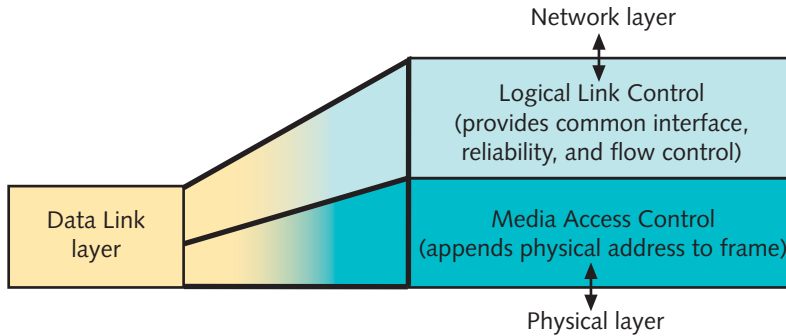 Network layer
Logical Link Control
(provides common interface,
reliability, and flow control)
Data Link
layer
Media Access Control
(appends physical address to frame)
Physical layer